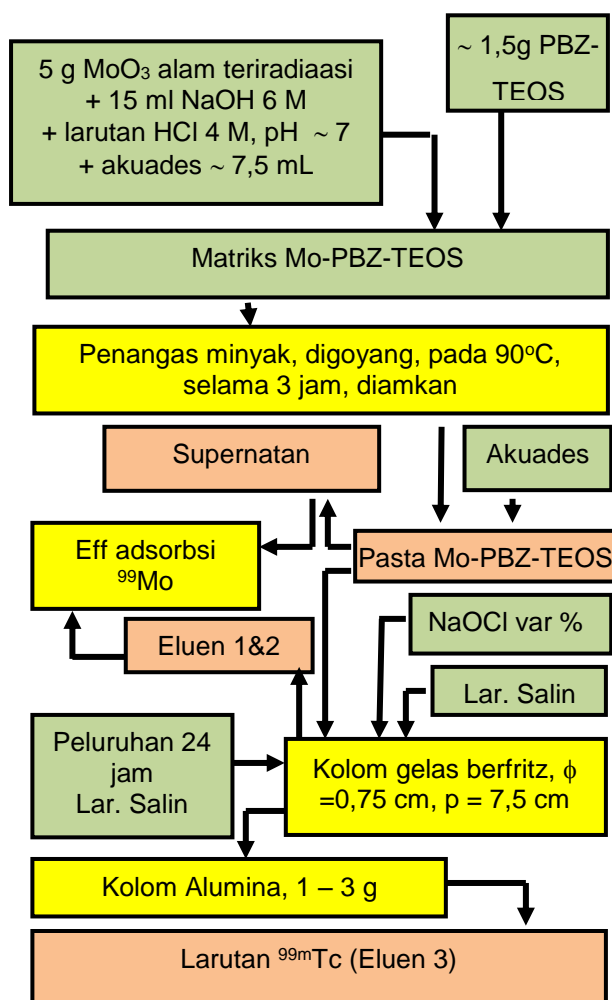 5 g MoO₃ alam teriradiaasi
+ 15 ml NaOH 6 M
+ larutan HCl 4 M, pH ~ 7
+ akuades ~ 7,5 mL
~ 1,5g PBZ-
TEOS
Matriks Mo-PBZ-TEOS
Penangas minyak, digoyang, pada 90°C,
selama 3 jam, diamkan
Supernatan
Akuades
Eff adsorbsi
⁹⁹Mo
Pasta Mo-PBZ-TEOS
NaOCl var %
Eluen 1&2
Lar. Salin
Peluruhan 24
jam
Lar. Salin
Kolom gelas berfritz, ϕ
=0,75 cm, p = 7,5 cm
Kolom Alumina, 1 – 3 g
Larutan ⁹⁹ᵐTc (Eluen 3)